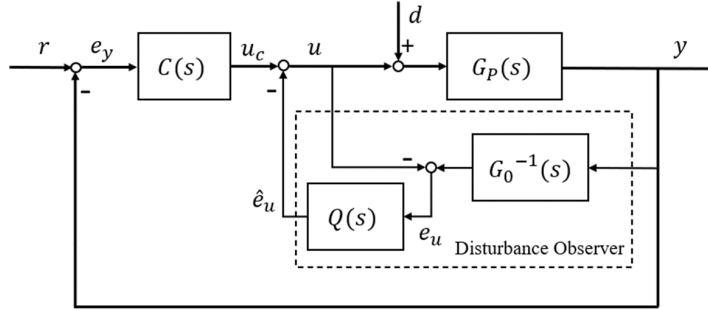 d
r
e_y
C(s)
u_c
u
+
G_P(s)
y
-
-
-
G_0^{-1}(s)
ê_u
Q(s)
e_u
Disturbance Observer